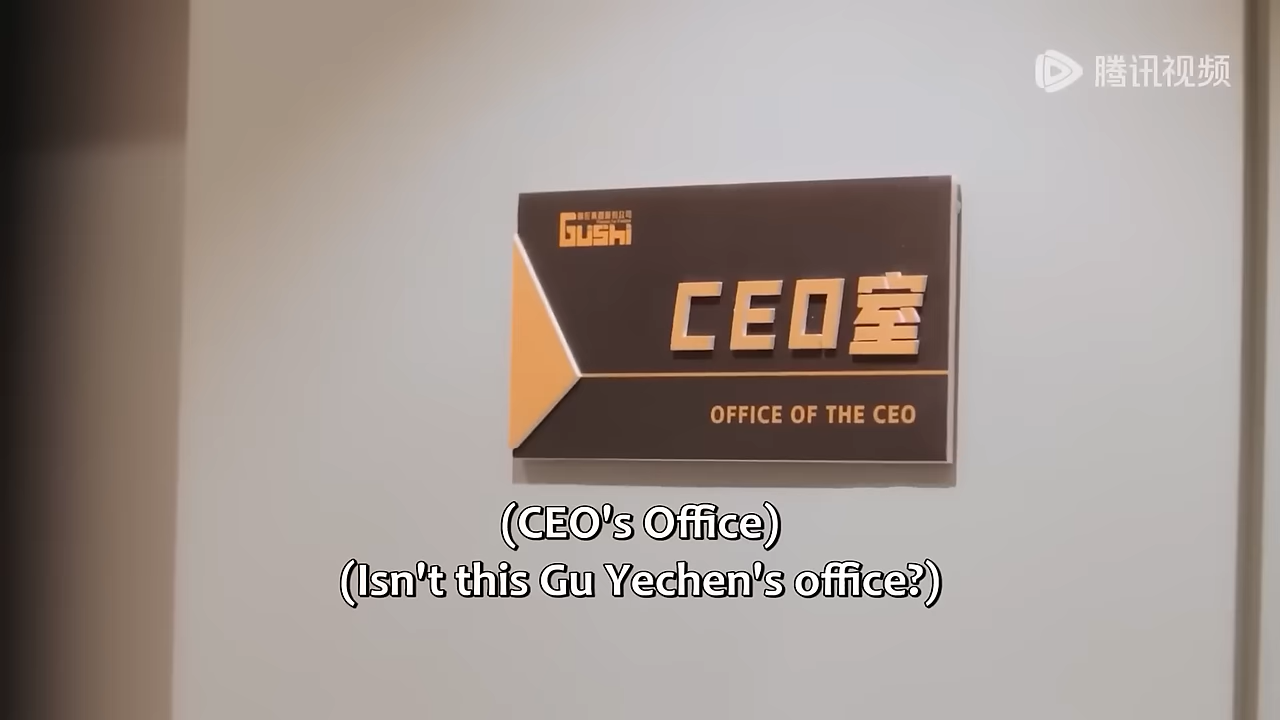 腾讯视频
Gushi
CEO室
OFFICE OF THE CEO
(CEO's Office)
(Isn't this Gu Yechen's office?)